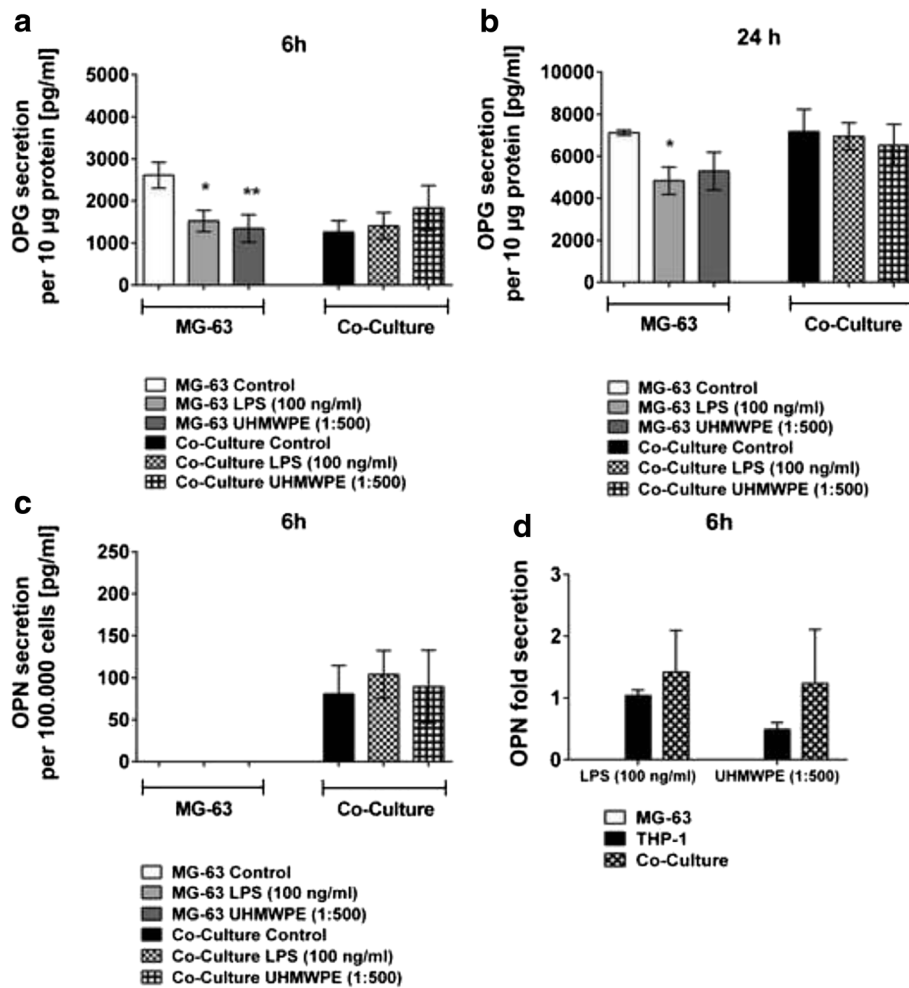 a
6h
OPG secretion
per 10 µg protein [pg/ml]
5000
4000
3000
2000
1000
0
*
**
MG-63
Co-Culture
MG-63 Control
MG-63 LPS (100 ng/ml)
MG-63 UHMWPE (1:500)
Co-Culture Control
Co-Culture LPS (100 ng/ml)
Co-Culture UHMWPE (1:500)
b
24 h
OPG secretion
per 10 µg protein [pg/ml]
10000
8000
6000
4000
2000
0
*
MG-63
Co-Culture
MG-63 Control
MG-63 LPS (100 ng/ml)
MG-63 UHMWPE (1:500)
Co-Culture Control
Co-Culture LPS (100 ng/ml)
Co-Culture UHMWPE (1:500)
c
6h
OPN secretion
per 100.000 cells [pg/ml]
250
200
150
100
50
0
MG-63
Co-Culture
MG-63 Control
MG-63 LPS (100 ng/ml)
MG-63 UHMWPE (1:500)
Co-Culture Control
Co-Culture LPS (100 ng/ml)
Co-Culture UHMWPE (1:500)
d
6h
OPN fold secretion
3
2
1
0
LPS (100 ng/ml)
UHMWPE (1:500)
MG-63
THP-1
Co-Culture